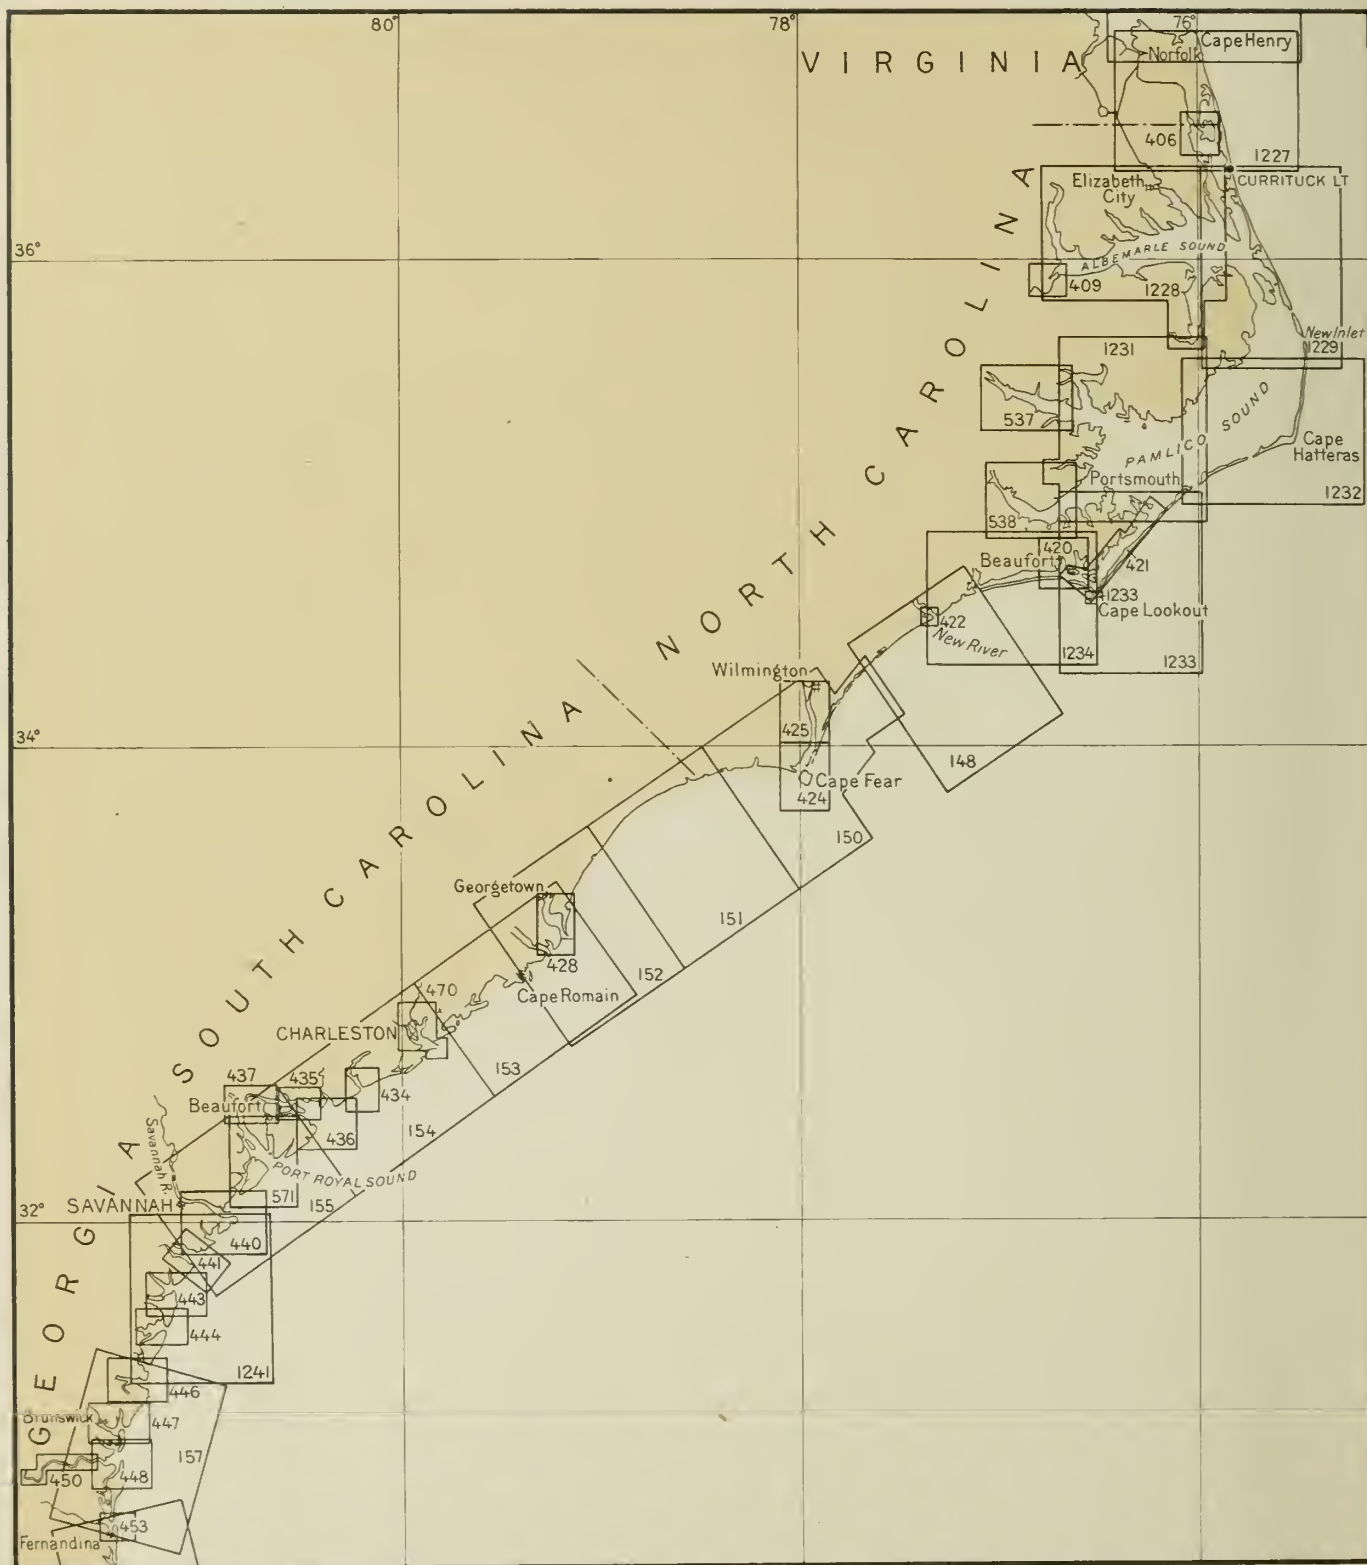 80°
78°
76°
VIRGINIA
Cape Henry
Norfolk
406
1227
CURRITUCK LT
Elizabeth
City
36°
ALBEMARLE SOUND
409
1228
New Inlet
1229
1231
537
PAMLICO SOUND
Cape
Hatteras
Portsmouth
1232
538
420
Beaufort
421
1233
Cape Lookout
422
New River
1234
1233
NORTH CAROLINA
Wilmington
425
34°
148
Cape Fear
424
150
SOUTH CAROLINA
Georgetown
151
428
152
Cape Romain
470
CHARLESTON
153
437
435
434
Beaufort
154
436
Savannah R.
PORT ROYAL SOUND
571
155
SAVANNAH
32°
440
441
443
444
GEORGIA
1241
446
Brunswick
447
157
450
448
453
Fernandina